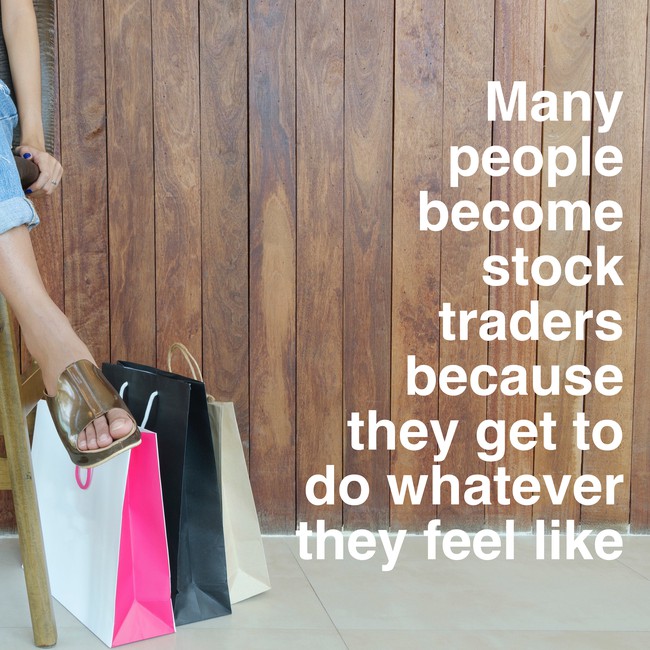 Many
people
become
stock
traders
because
they get to
do whatever
they feel like